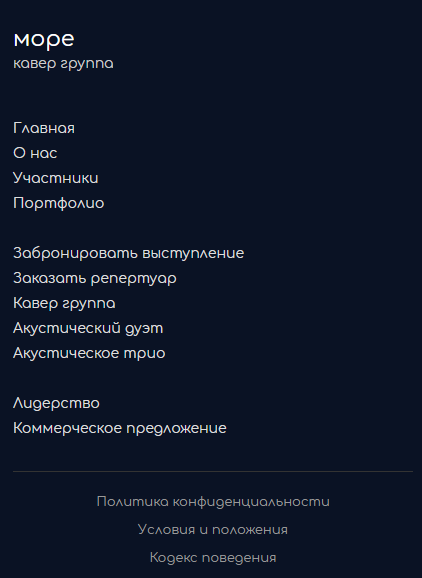 море
кавер группа
Главная
О нас
Участники
Портфолио
Забронировать выступление
Заказать репертуар
Кавер группа
Акустический дуэт
Акустическое трио
Лидерство
Коммерческое предложение
Политика конфиденциальности
Условия и положения
Кодекс поведения